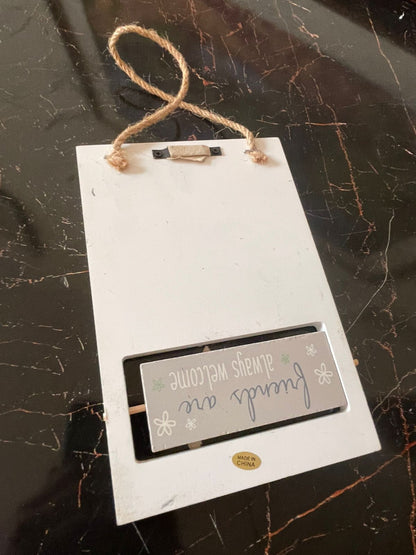 friends are
always welcome
MADE IN
CHINA